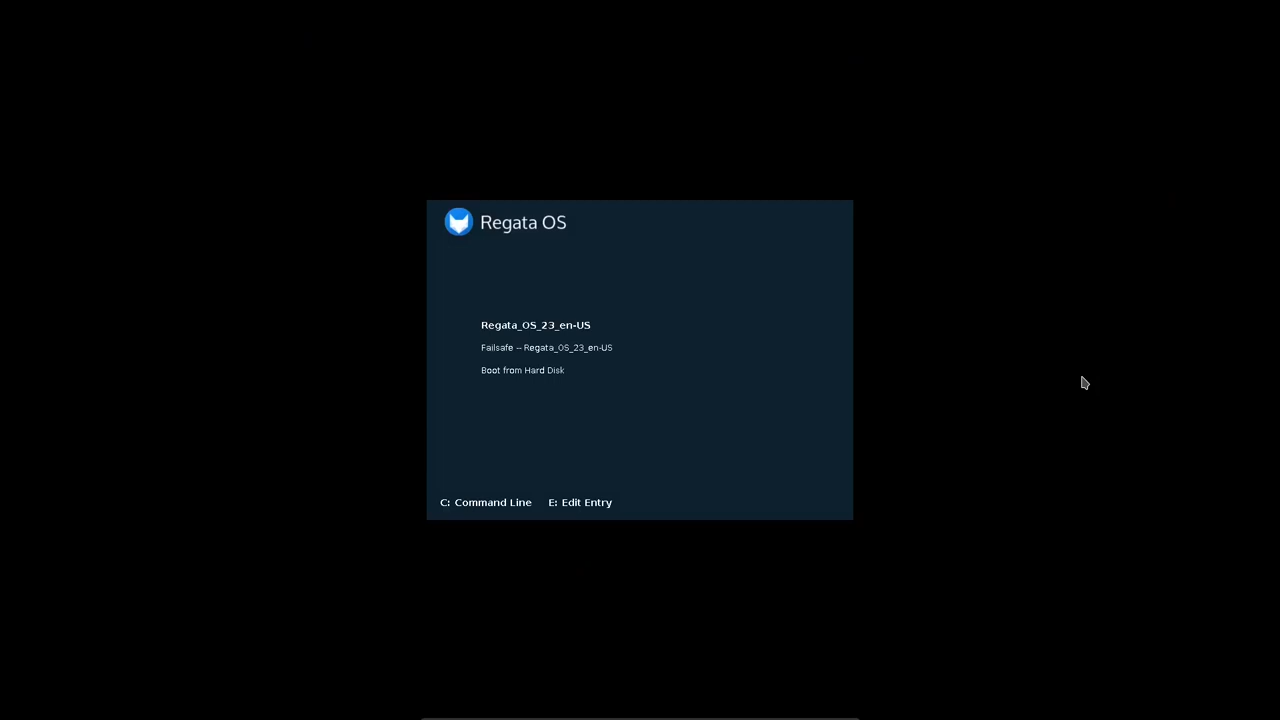 Regata OS
Regata_OS_23_en-US
Failsafe -- Regata_OS_23_en-US
Boot from Hard Disk
C: Command Line E: Edit Entry